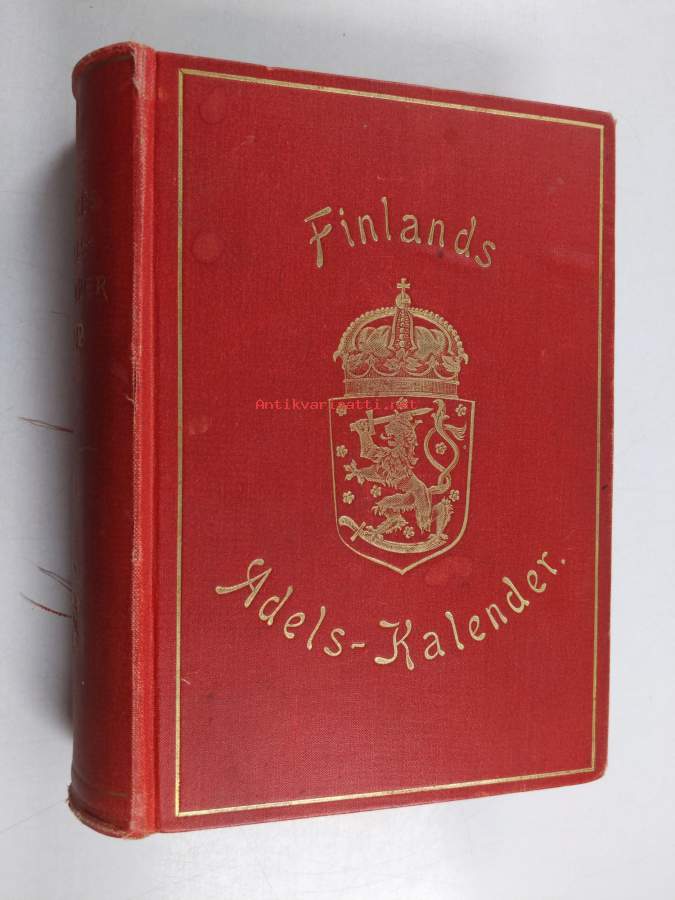 Finlands
Antikvariaatti.net
Adels-Kalender.